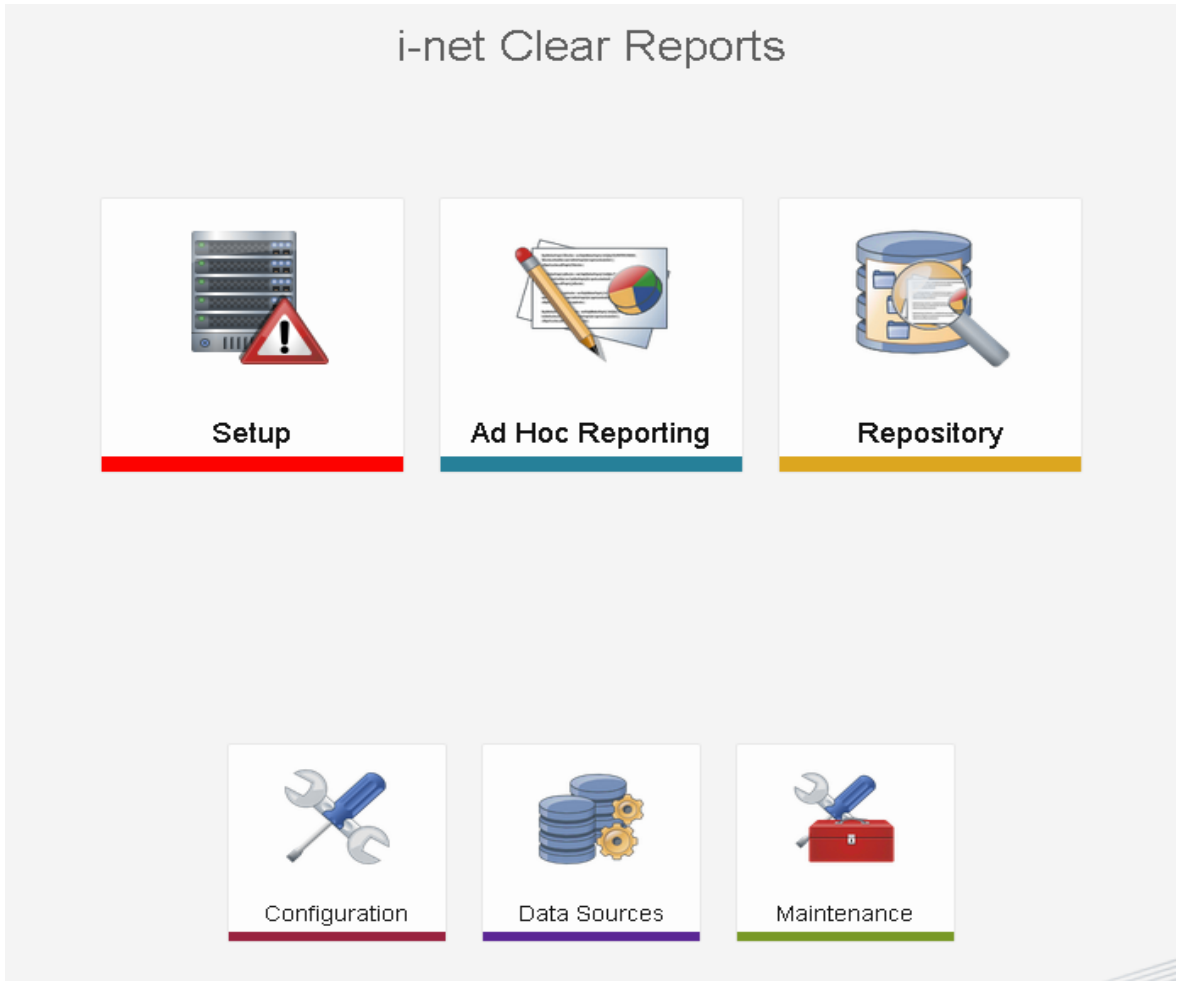 i-net Clear Reports
Setup
Ad Hoc Reporting
Repository
Configuration
Data Sources
Maintenance